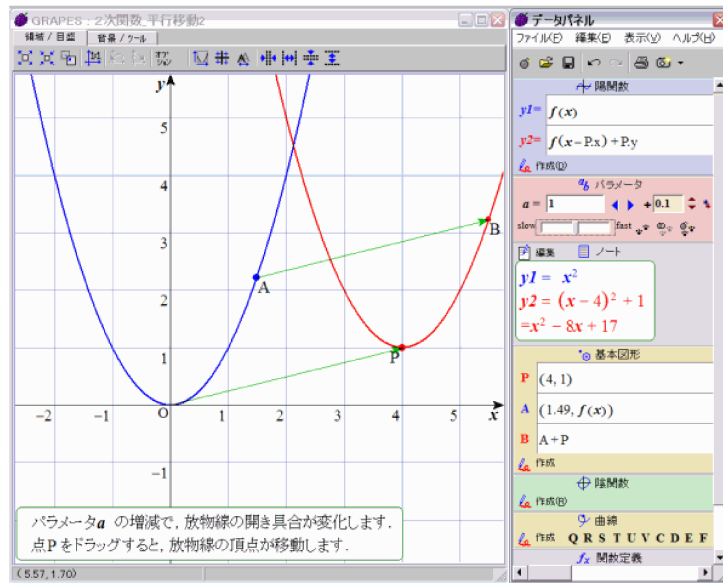 GRAPES : 2次関数_平行移動2
領域 / 目盛 背景 / ツール
オプション
y
5
4
3
2
1
−1
−2 −1 O 1 2 3 4 5 x
A
B
P
パラメータa の増減で, 放物線の開き具合が変化します.
点Pをドラッグすると, 放物線の頂点が移動します.
(5.57, 1.70)
データパネル
ファイル(F) 編集(E) 表示(V) ヘルプ(H)
陽関数
y1= f(x)
y2= f(x−P.x)+P.y
作成(D)
パラメータ
a = 1 +0.1
slow fast
編集 ノート
y1 = x²
y2 = (x − 4)² + 1
=x² − 8x + 17
基本図形
P (4, 1)
A (1.49, f(x))
B A+P
作成
陰関数
作成(R)
曲線
作成 Q R S T U V C D E F
fx 関数定義